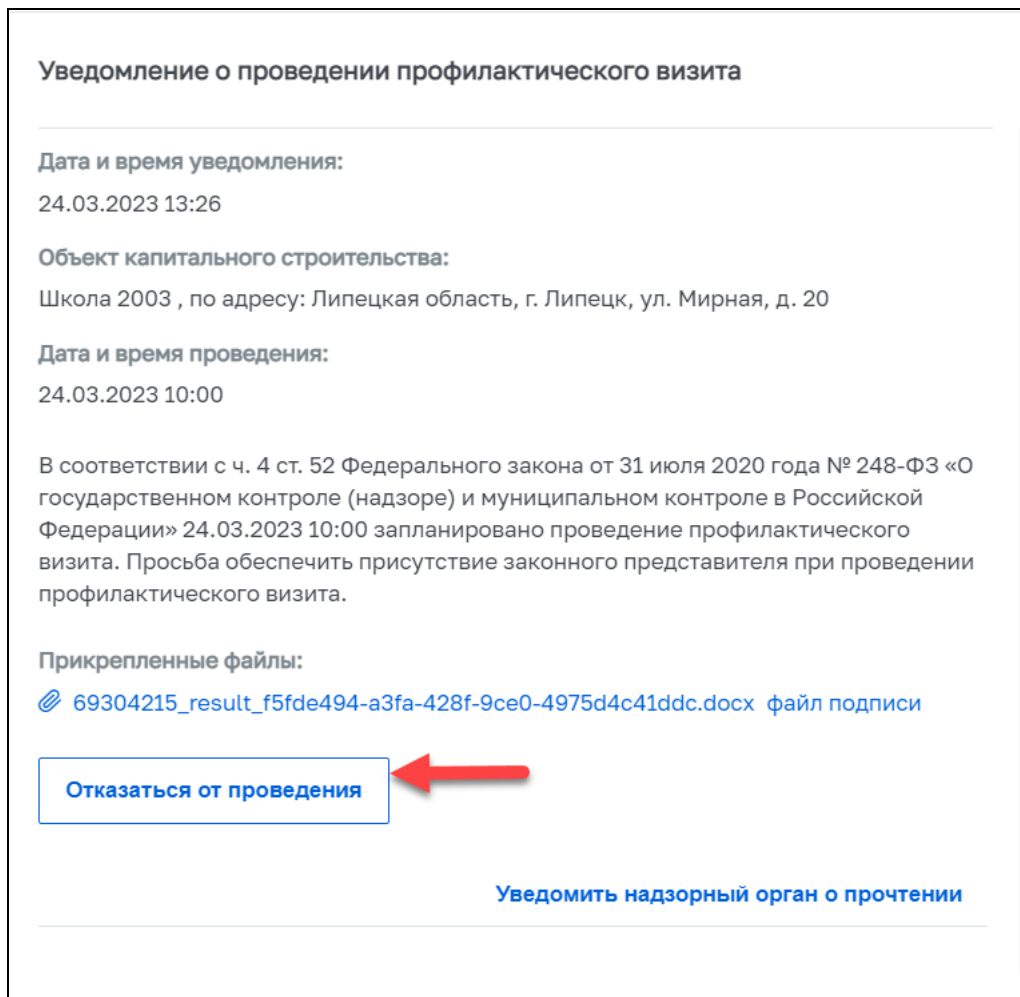 Уведомление о проведении профилактического визита
Дата и время уведомления:
24.03.2023 13:26
Объект капитального строительства:
Школа 2003 , по адресу: Липецкая область, г. Липецк, ул. Мирная, д. 20
Дата и время проведения:
24.03.2023 10:00
В соответствии с ч. 4 ст. 52 Федерального закона от 31 июля 2020 года № 248-ФЗ «О
государственном контроле (надзоре) и муниципальном контроле в Российской
Федерации» 24.03.2023 10:00 запланировано проведение профилактического
визита. Просьба обеспечить присутствие законного представителя при проведении
профилактического визита.
Прикрепленные файлы:
69304215_result_f5fde494-a3fa-428f-9ce0-4975d4c41ddc.docx файл подписи
Отказаться от проведения
Уведомить надзорный орган о прочтении